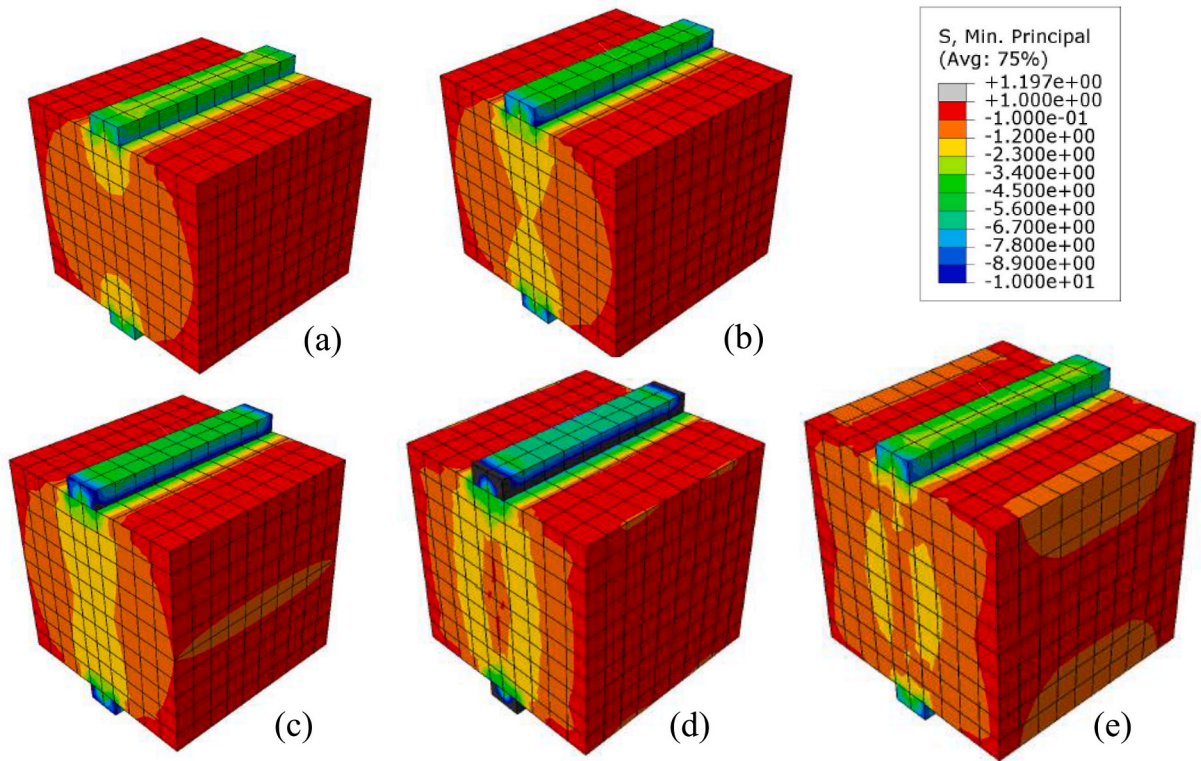 S, Min. Principal
(Avg: 75%)
+1.197e+00
+1.000e+00
-1.000e-01
-1.200e+00
-2.300e+00
-3.400e+00
-4.500e+00
-5.600e+00
-6.700e+00
-7.800e+00
-8.900e+00
-1.000e+01
(a)
(b)
(c)
(d)
(e)